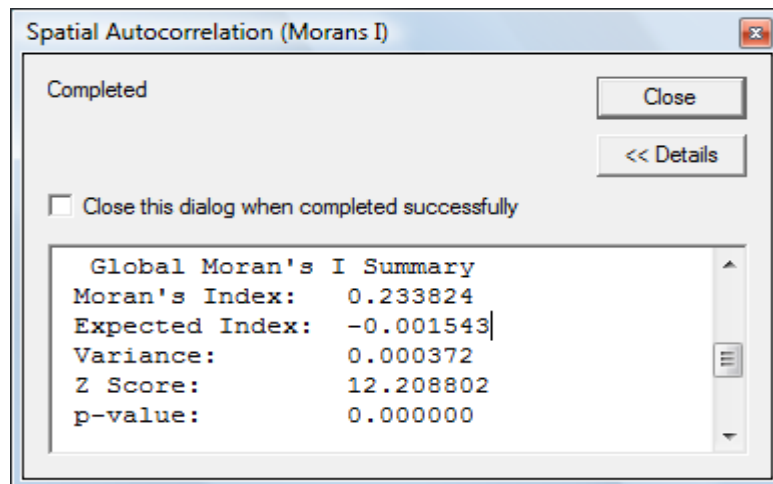 Spatial Autocorrelation (Morans I)
Completed
Close
<< Details
Close this dialog when completed successfully
Global Moran's I Summary
Moran's Index: 0.233824
Expected Index: -0.001543
Variance: 0.000372
Z Score: 12.208802
p-value: 0.000000